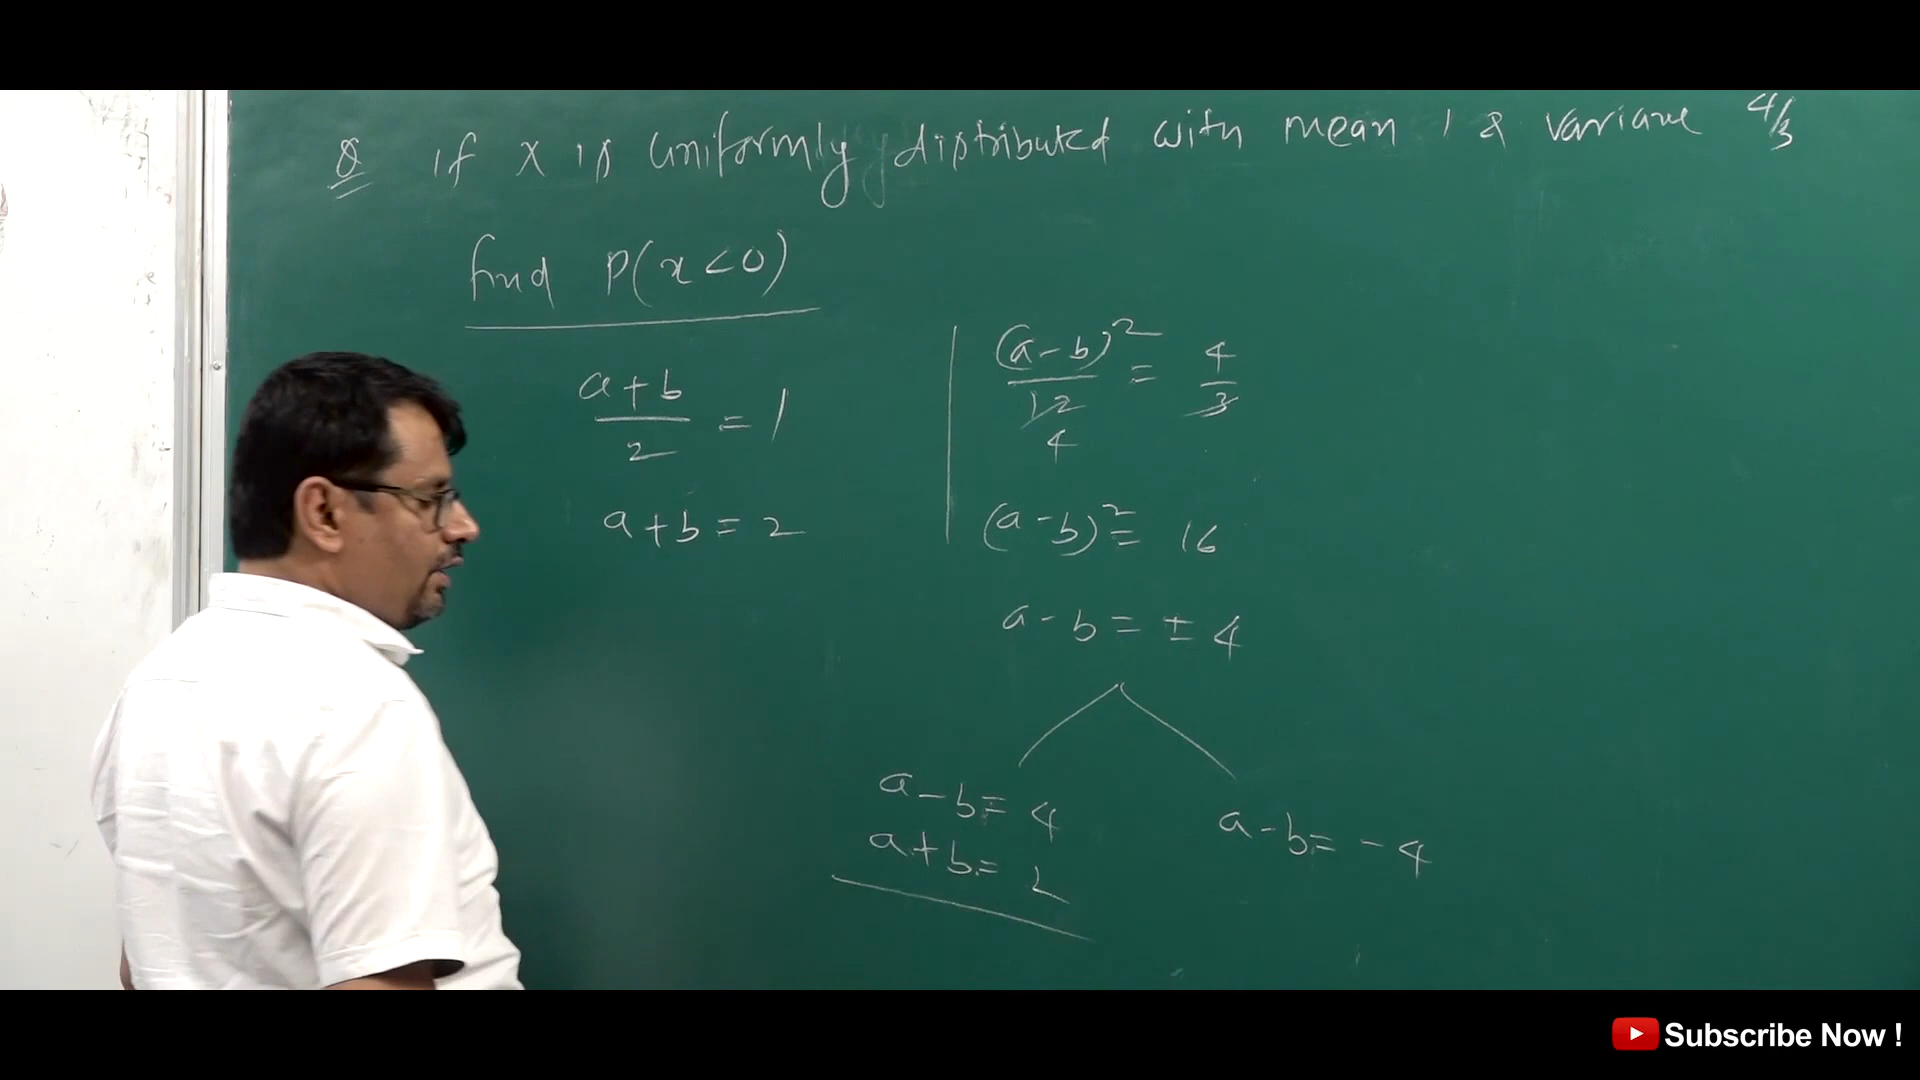 Q If X is Uniformly distributed with mean 1 & variance 4/3
find P(x<0)
a+b/2 = 1
a+b = 2
(a-b)²/12 = 4/3
4
(a-b)² = 16
a-b = ±4
a-b = 4
a+b = 2
a-b = -4
Subscribe Now !